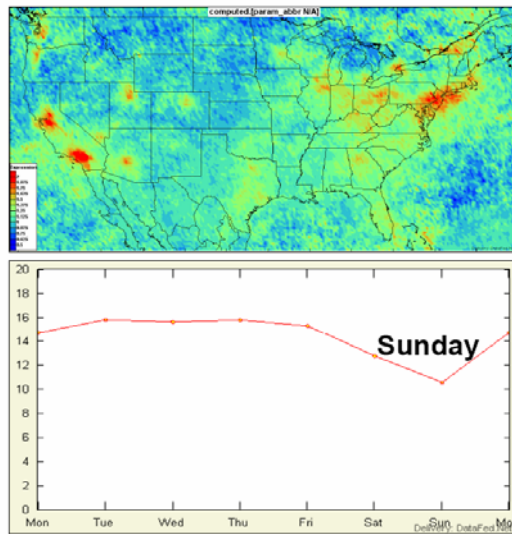 computed.[param_abbr N/A]
20
18
16
14
12
10
8
6
4
2
0
Sunday
Mon Tue Wed Thu Fri Sat Sun Mo
Delivery: DataFed.Net